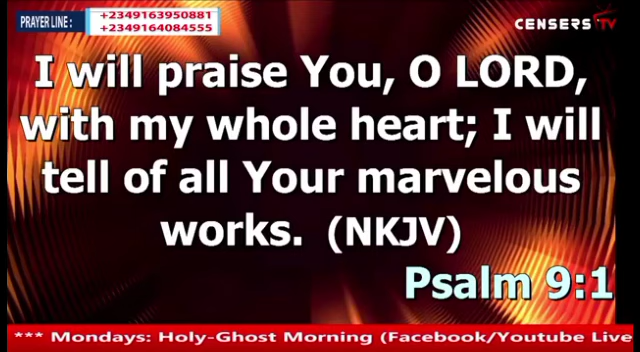 PRAYER LINE :
+2349163950881
+2349164084555
CENSERS TV
I will praise You, O LORD,
with my whole heart; I will
tell of all Your marvelous
works. (NKJV)
Psalm 9:1
*** Mondays: Holy-Ghost Morning (Facebook/Youtube Live